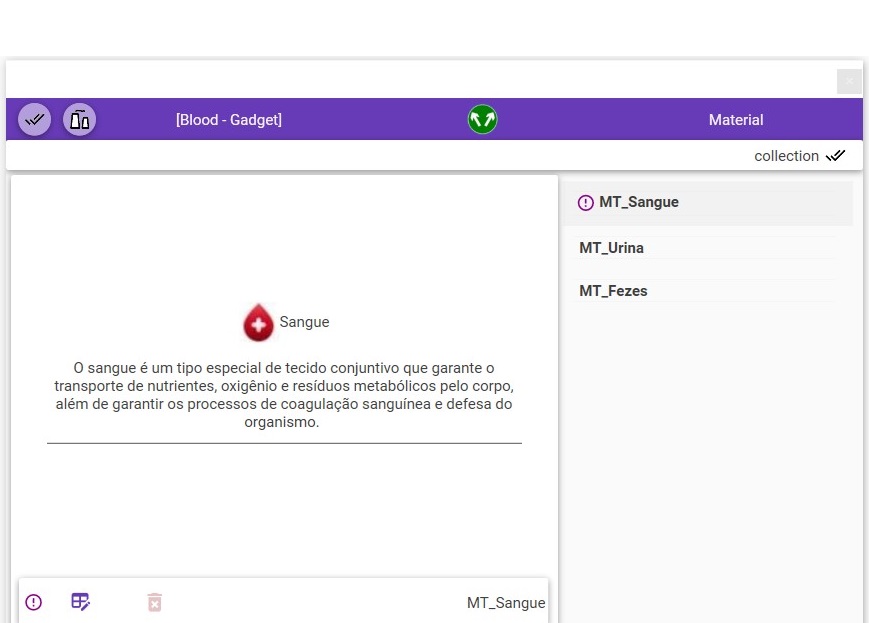 [Blood - Gadget]
Material
collection
MT_Sangue
MT_Urina
MT_Fezes
Sangue
O sangue é um tipo especial de tecido conjuntivo que garante o
transporte de nutrientes, oxigênio e resíduos metabólicos pelo corpo,
além de garantir os processos de coagulação sanguínea e defesa do
organismo.
MT_Sangue